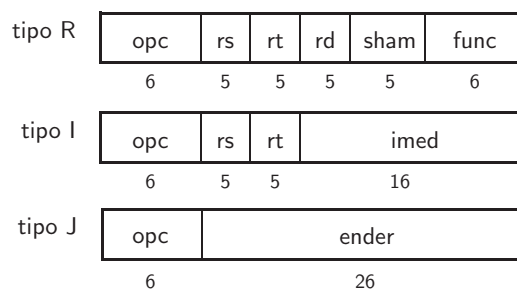 tipo R opc rs rt rd sham func
6 5 5 5 5 6
tipo I opc rs rt imed
6 5 5 16
tipo J opc ender
6 26